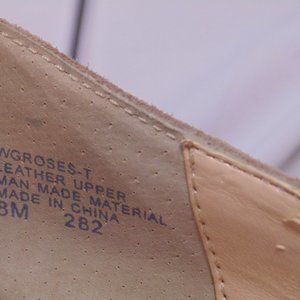 WGROSES-T
LEATHER UPPER
MAN MADE MATERIAL
MADE IN CHINA
8M 282